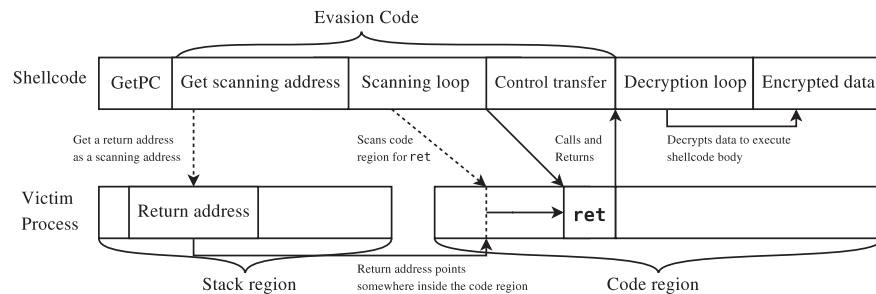 Evasion Code
Shellcode
GetPC
Get scanning address
Scanning loop
Control transfer
Decryption loop
Encrypted data
Get a return address
as a scanning address
Scans code
region for ret
Calls and
Returns
Decrypts data to execute
shellcode body
Victim
Process
Return address
ret
Stack region
Return address points
somewhere inside the code region
Code region